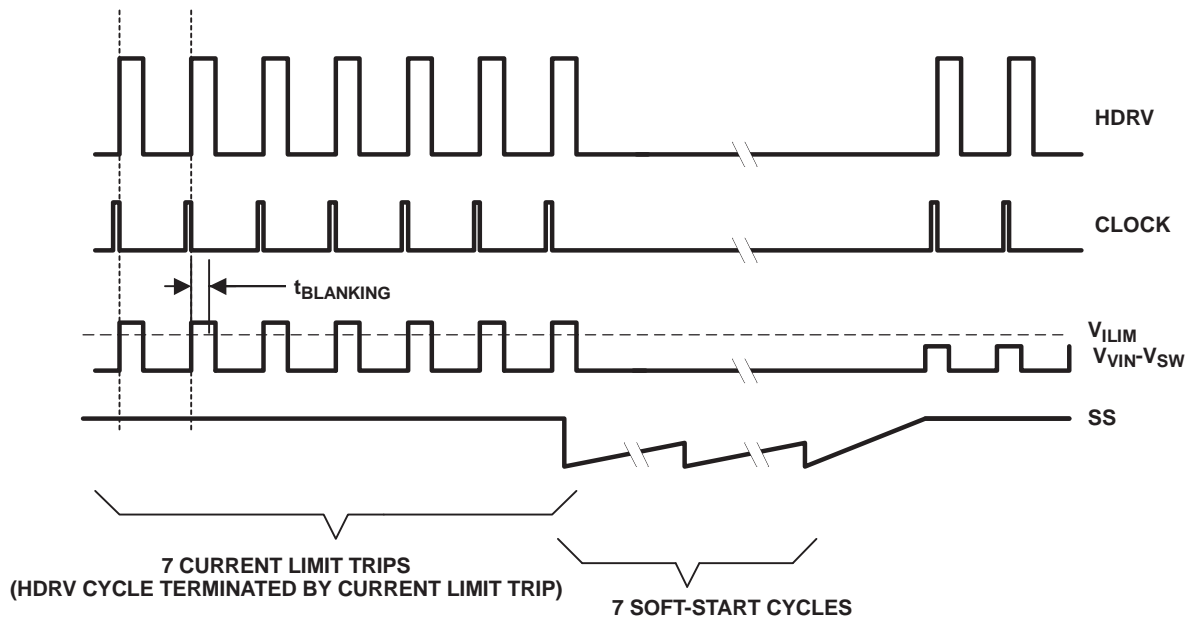 HDRV
CLOCK
tBLANKING
VILIM
VVIN-VSW
SS
7 CURRENT LIMIT TRIPS
(HDRV CYCLE TERMINATED BY CURRENT LIMIT TRIP)
7 SOFT-START CYCLES